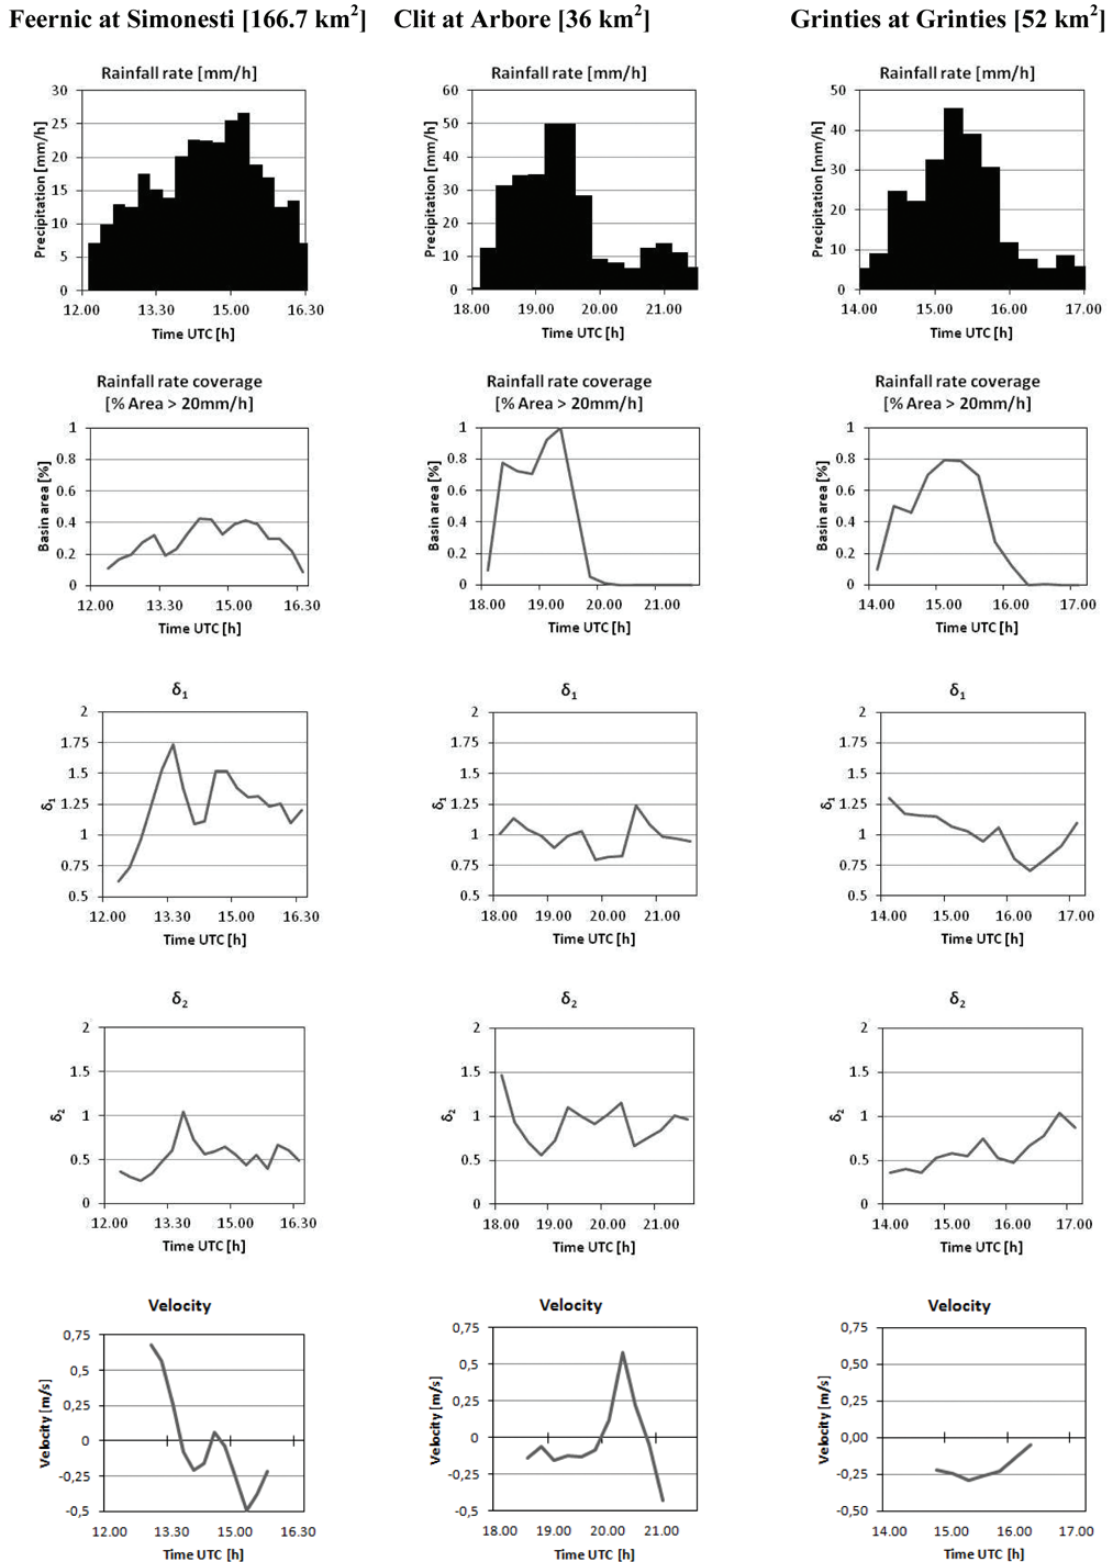 Feernic at Simonesti [166.7 km²] Clit at Arbore [36 km²] Grinties at Grinties [52 km²]
Rainfall rate [mm/h]
30
25
20
15
10
5
0
Precipitation [mm/h]
12.00 13.30 15.00 16.30
Time UTC [h]
Rainfall rate [mm/h]
60
50
40
30
20
10
0
Precipitation [mm/h]
18.00 19.00 20.00 21.00
Time UTC [h]
Rainfall rate [mm/h]
50
40
30
20
10
0
Precipitation [mm/h]
14.00 15.00 16.00 17.00
Time UTC [h]
Rainfall rate coverage
[% Area > 20mm/h]
1
0.8
0.6
0.4
0.2
0
Basin area [%]
12.00 13.30 15.00 16.30
Time UTC [h]
Rainfall rate coverage
[% Area > 20mm/h]
1
0.8
0.6
0.4
0.2
0
Basin area [%]
18.00 19.00 20.00 21.00
Time UTC [h]
Rainfall rate coverage
[% Area > 20mm/h]
1
0.8
0.6
0.4
0.2
0
Basin area [%]
14.00 15.00 16.00 17.00
Time UTC [h]
δ₁
2
1.75
1.5
1.25
1
0.75
0.5
δ₁
12.00 13.30 15.00 16.30
Time UTC [h]
δ₁
2
1.75
1.5
1.25
1
0.75
0.5
δ₁
18.00 19.00 20.00 21.00
Time UTC [h]
δ₁
2
1.75
1.5
1.25
1
0.75
0.5
δ₁
14.00 15.00 16.00 17.00
Time UTC [h]
δ₂
2
1.5
1
0.5
0
δ₂
12.00 13.30 15.00 16.30
Time UTC [h]
δ₂
2
1.5
1
0.5
0
δ₂
18.00 19.00 20.00 21.00
Time UTC [h]
δ₂
2
1.5
1
0.5
0
δ₂
14.00 15.00 16.00 17.00
Time UTC [h]
Velocity
0,75
0,5
0,25
0
-0,25
-0,5
Velocity [m/s]
12.00 13.30 15.00 16.30
Time UTC [h]
Velocity
0,75
0,5
0,25
0
-0,25
-0,5
Velocity [m/s]
18.00 19.00 20.00 21.00
Time UTC [h]
Velocity
0,75
0,50
0,25
0,00
-0,25
-0,50
Velocity [m/s]
14.00 15.00 16.00 17.00
Time UTC [h]